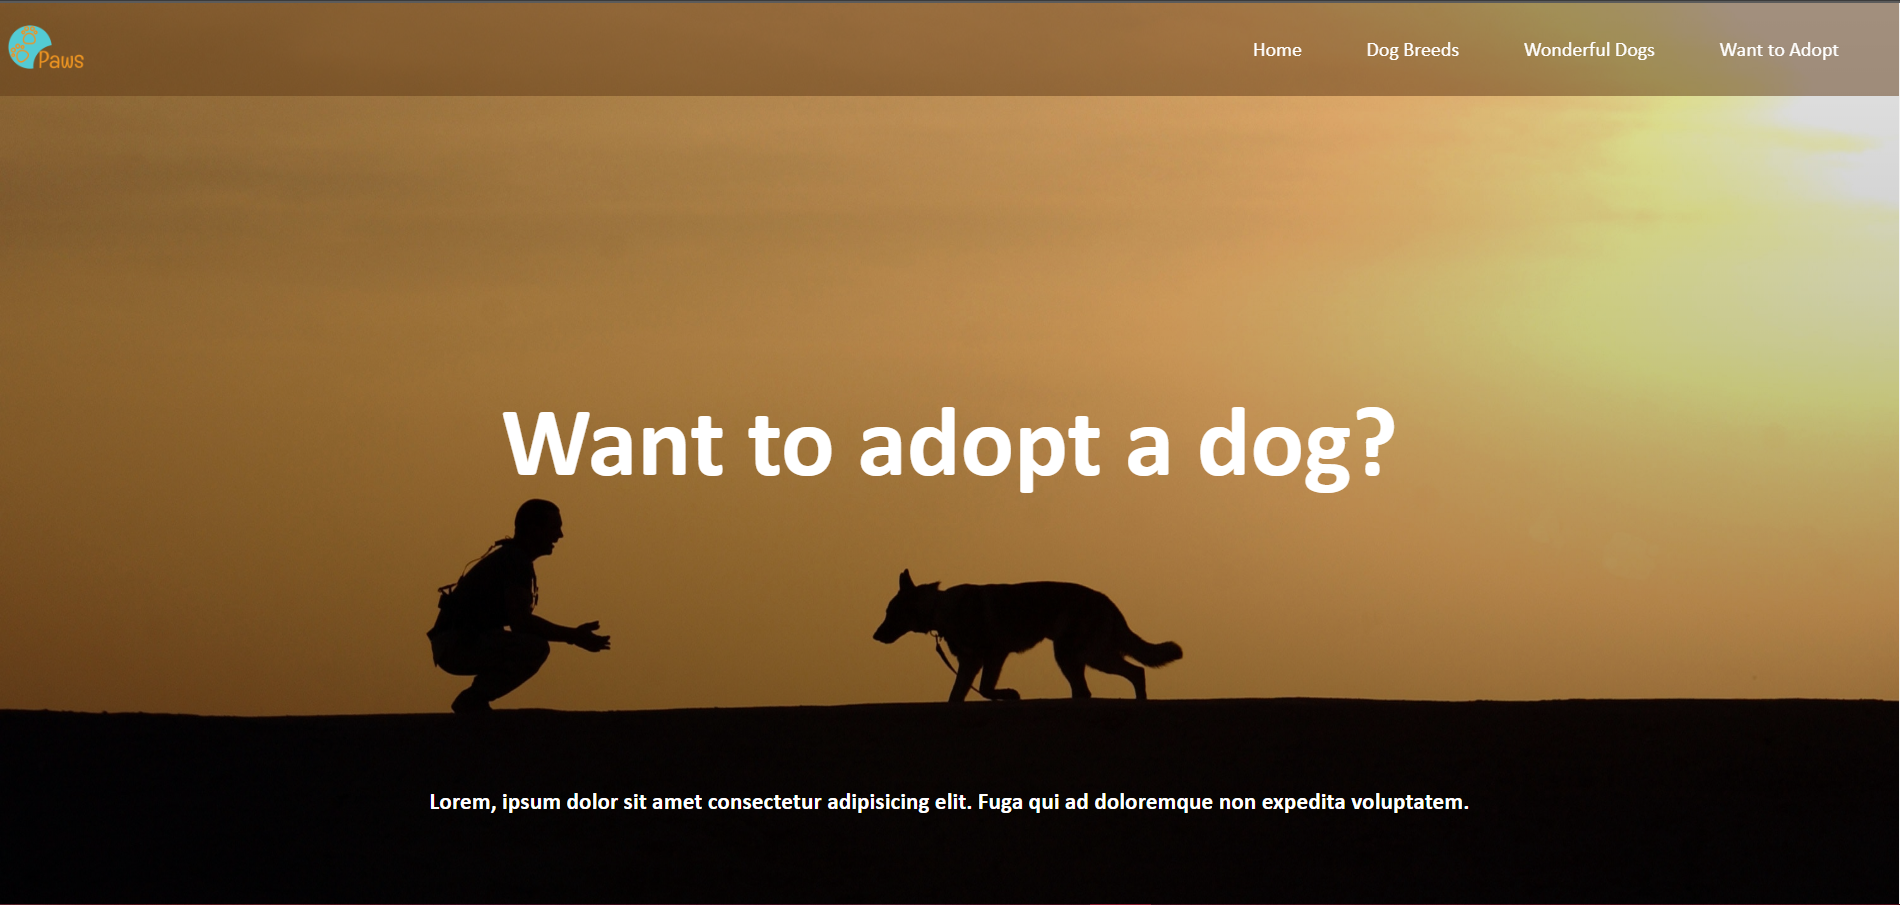 Paws
Home
Dog Breeds
Wonderful Dogs
Want to Adopt
Want to adopt a dog?
Lorem, ipsum dolor sit amet consectetur adipisicing elit. Fuga qui ad doloremque non expedita voluptatem.